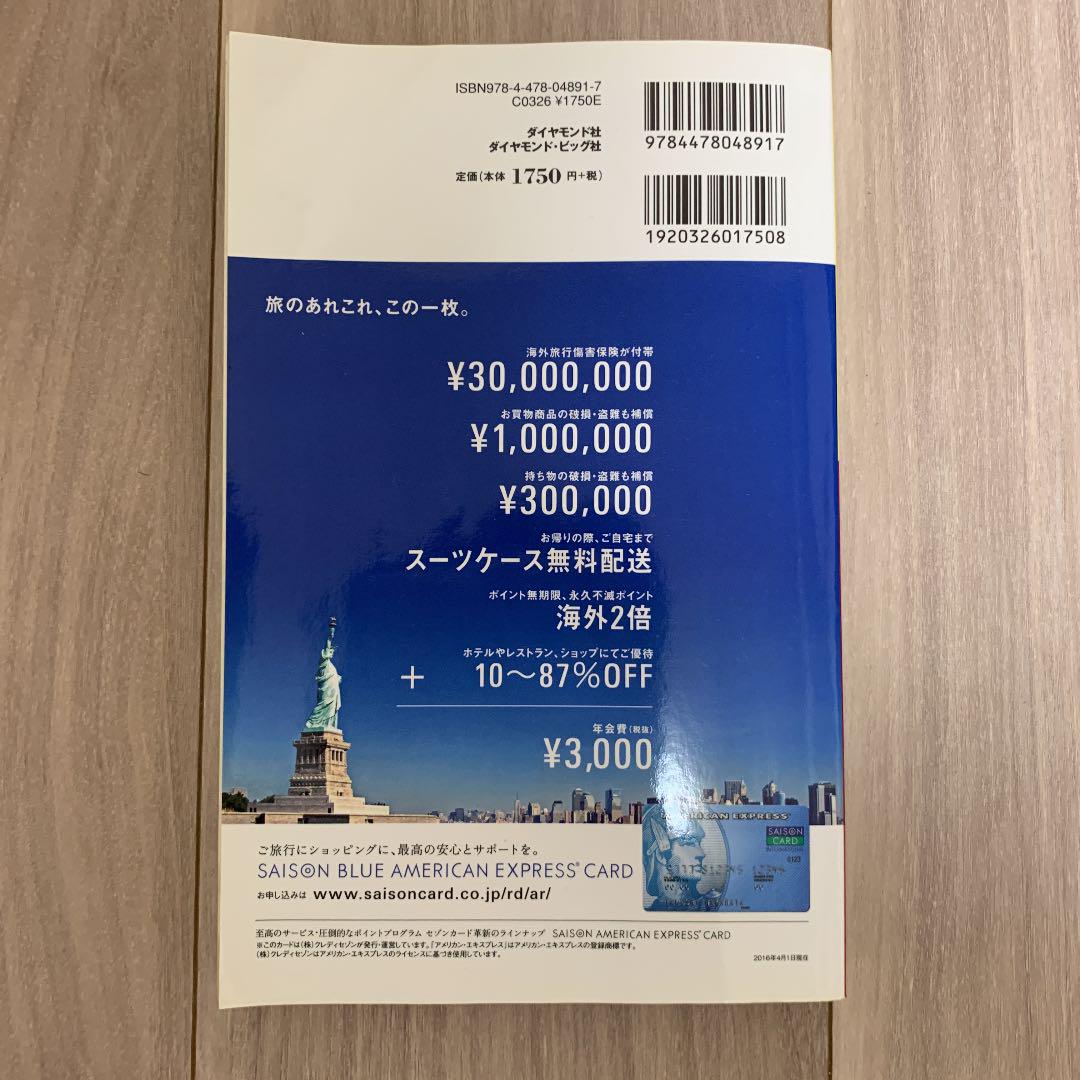 ISBN978-4-478-04891-7
C0326 ¥1750E
ダイヤモンド社
ダイヤモンド・ビッグ社
定価(本体1750円+税)
9784478048917
1920326017508
旅のあれこれ、この一枚。
海外旅行傷害保険が付帯
¥30,000,000
お買物商品の破損・盗難も補償
¥1,000,000
持ち物の破損・盗難も補償
¥300,000
お帰りの際、ご自宅まで
スーツケース無料配送
ポイント無期限、永久不滅ポイント
海外2倍
ホテルやレストラン、ショップにてご優待
+ 10〜87%OFF
年会費(税抜)
¥3,000
AMERICAN EXPRESS®
SAISON
CARD
0123
ご旅行にショッピングに、最高の安心とサポートを。
SAISON BLUE AMERICAN EXPRESS® CARD
お申し込みは www.saisoncard.co.jp/rd/ar/
至高のサービス・圧倒的なポイントプログラム セゾンカード革新のラインナップ SAISON AMERICAN EXPRESS® CARD
※このカードは(株)クレディセゾンが発行・運営しています。「アメリカン・エキスプレス」はアメリカン・エキスプレスの登録商標です。
(株)クレディセゾンはアメリカン・エキスプレスのライセンスに基づき使用しています。
2016年4月1日現在